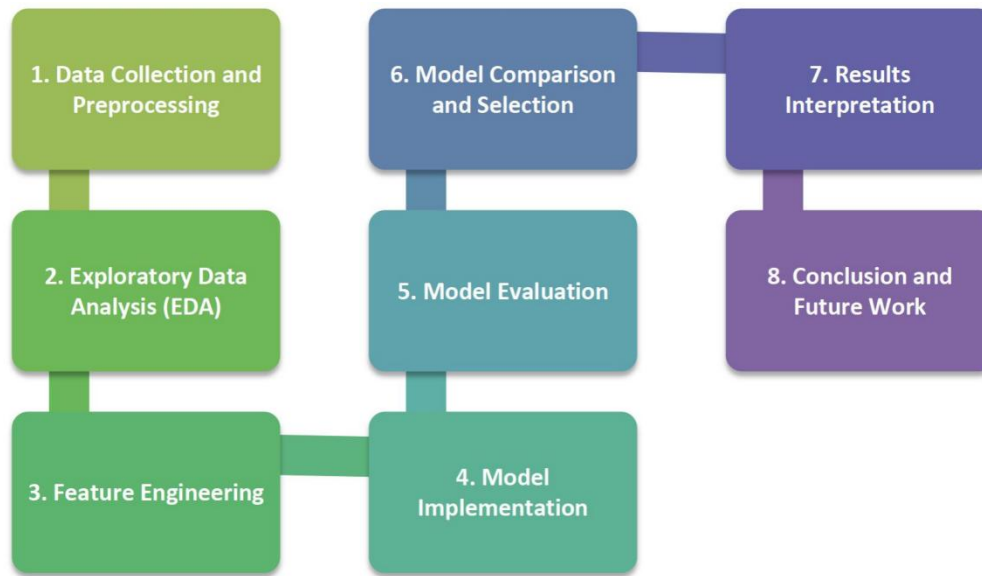 1. Data Collection and
Preprocessing
2. Exploratory Data
Analysis (EDA)
3. Feature Engineering
4. Model
Implementation
5. Model Evaluation
6. Model Comparison
and Selection
7. Results
Interpretation
8. Conclusion and
Future Work